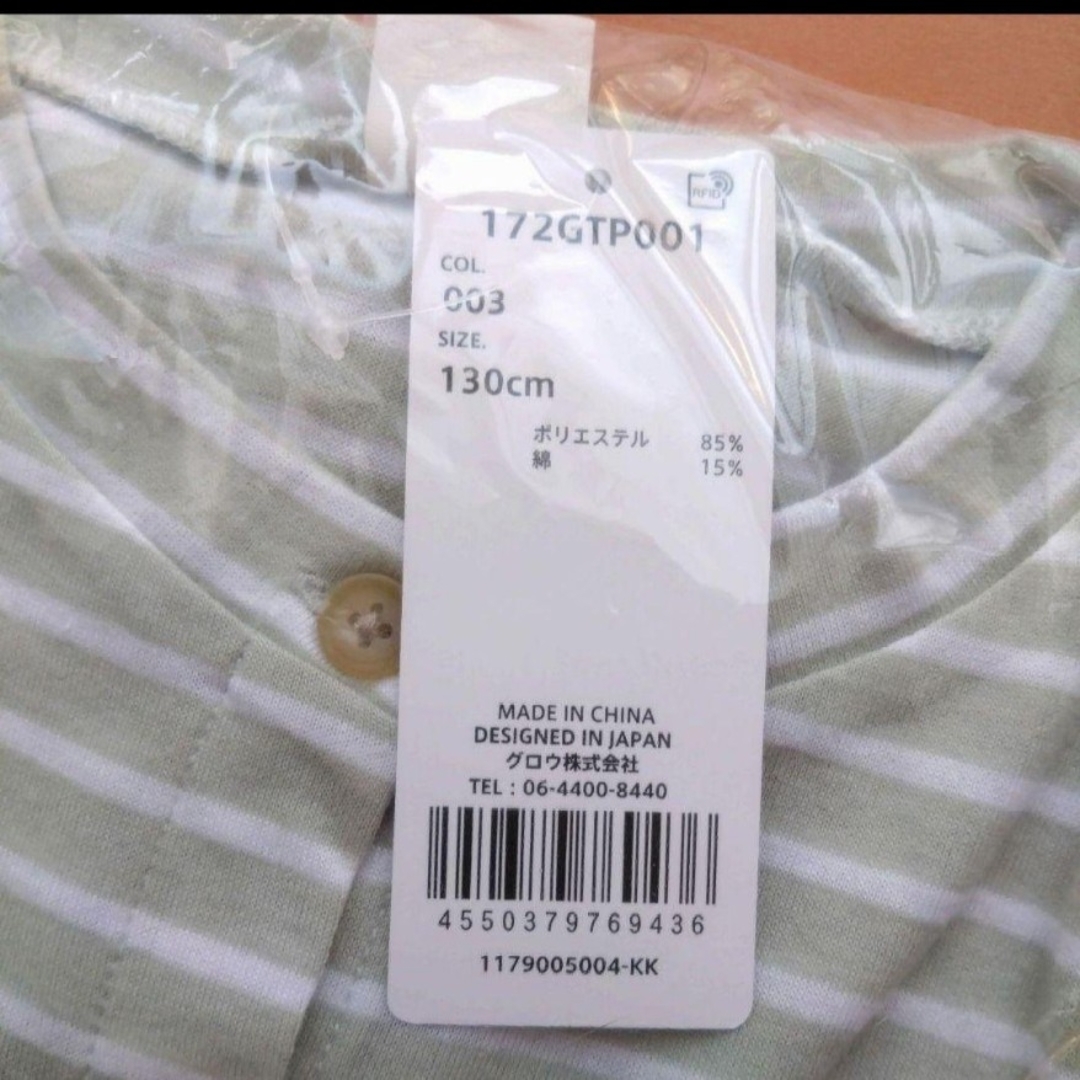 RFID
172GTP001
COL.
003
SIZE.
130cm
ポリエステル 85%
綿 15%
MADE IN CHINA
DESIGNED IN JAPAN
グロウ株式会社
TEL : 06-4400-8440
4550379769436
1179005004-KK